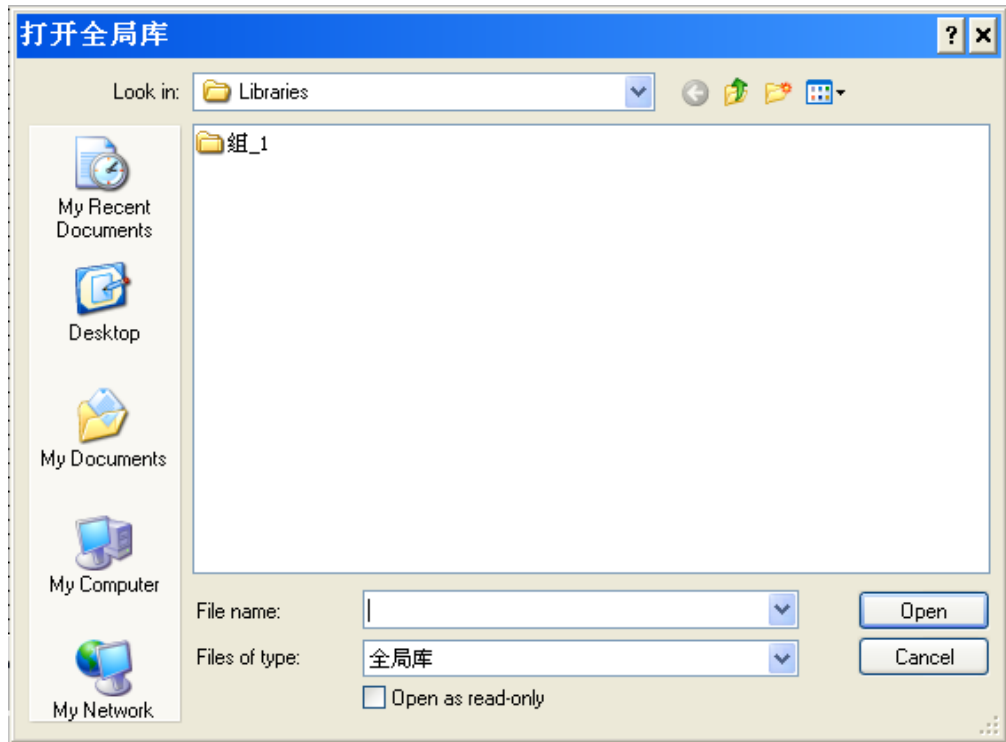 打开全局库
Look in:
Libraries
组_1
My Recent
Documents
Desktop
My Documents
My Computer
My Network
File name:
Open
Files of type:
全局库
Cancel
Open as read-only